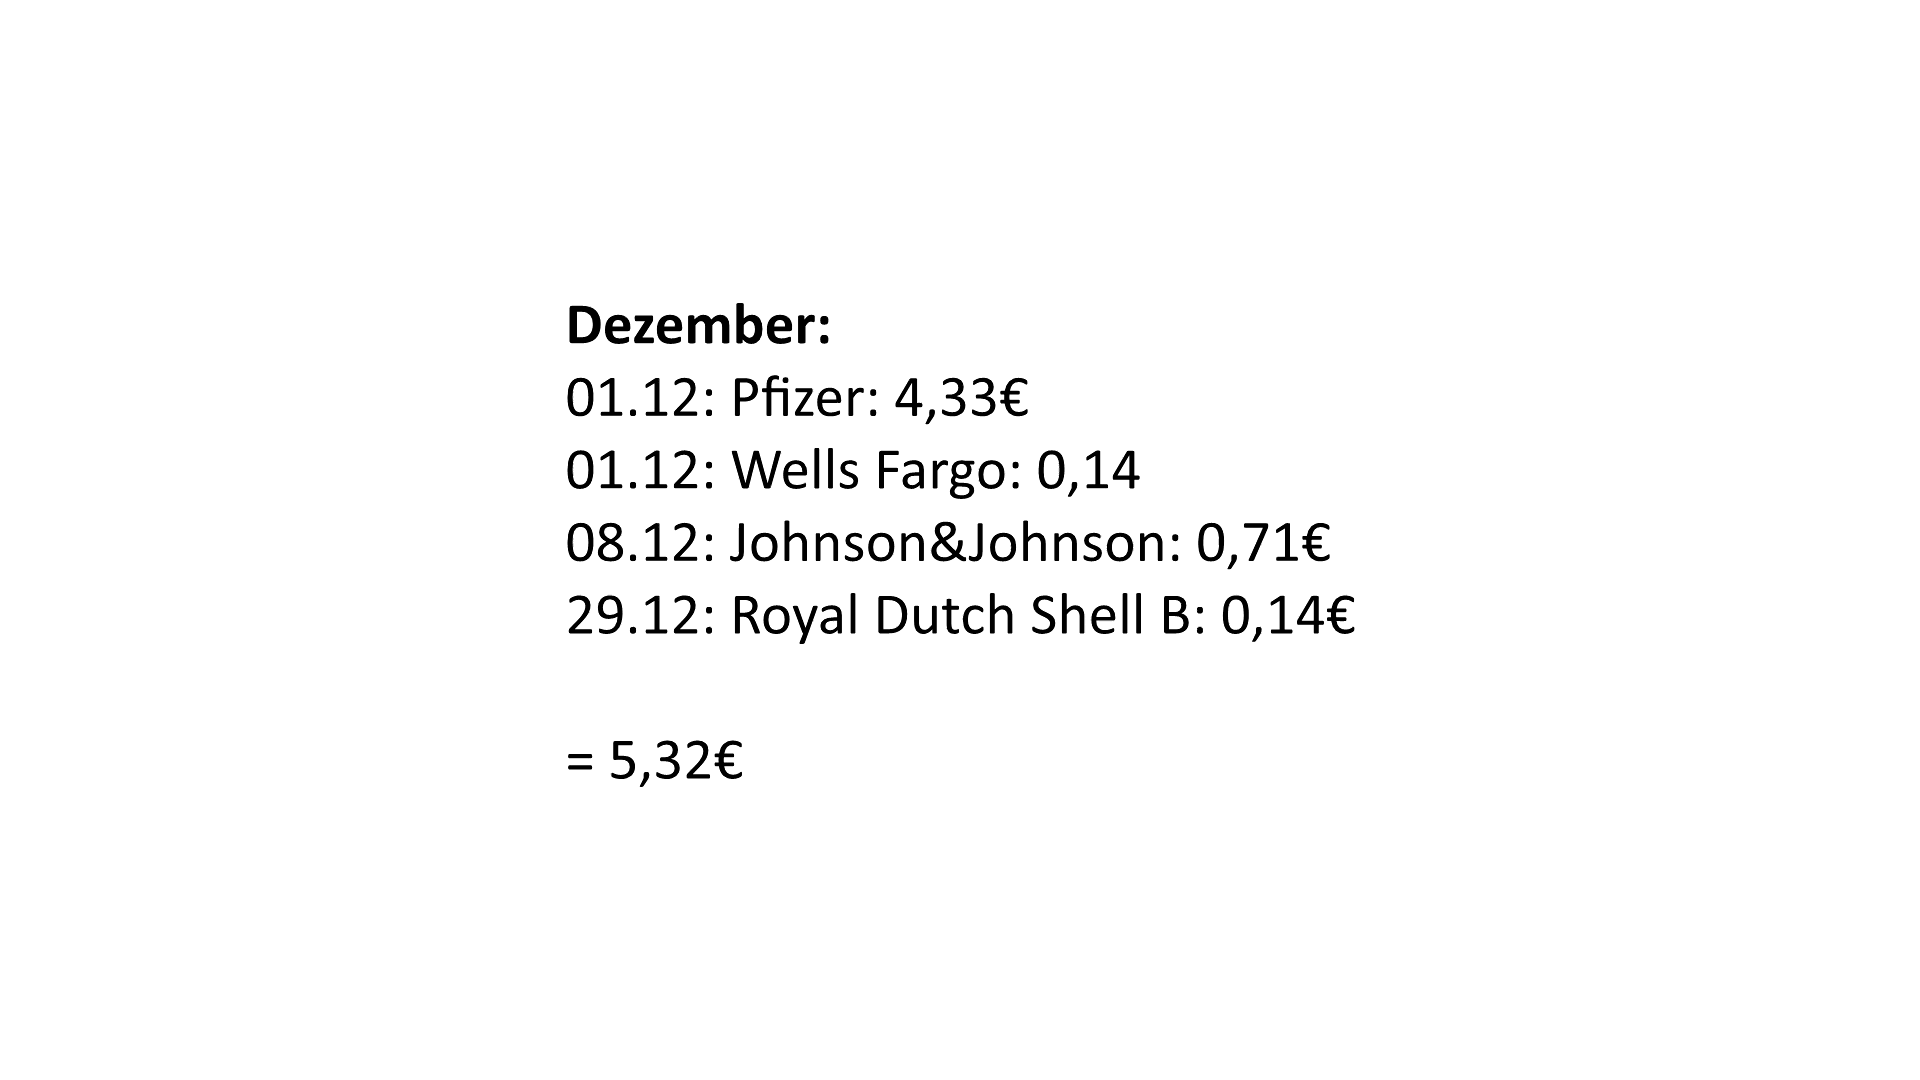 Dezember:
01.12: Pfizer: 4,33€
01.12: Wells Fargo: 0,14
08.12: Johnson&Johnson: 0,71€
29.12: Royal Dutch Shell B: 0,14€
= 5,32€